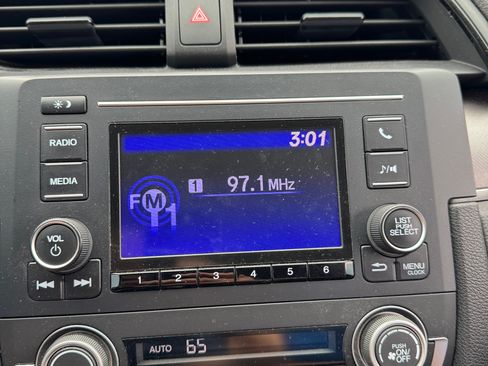 3:01
RADIO
MEDIA
1 97.1 MHz
FM 1
VOL
LIST
PUSH
SELECT
MENU
CLOCK
1 2 3 4 5 6
AUTO 65
PUSH
ON/
OFF